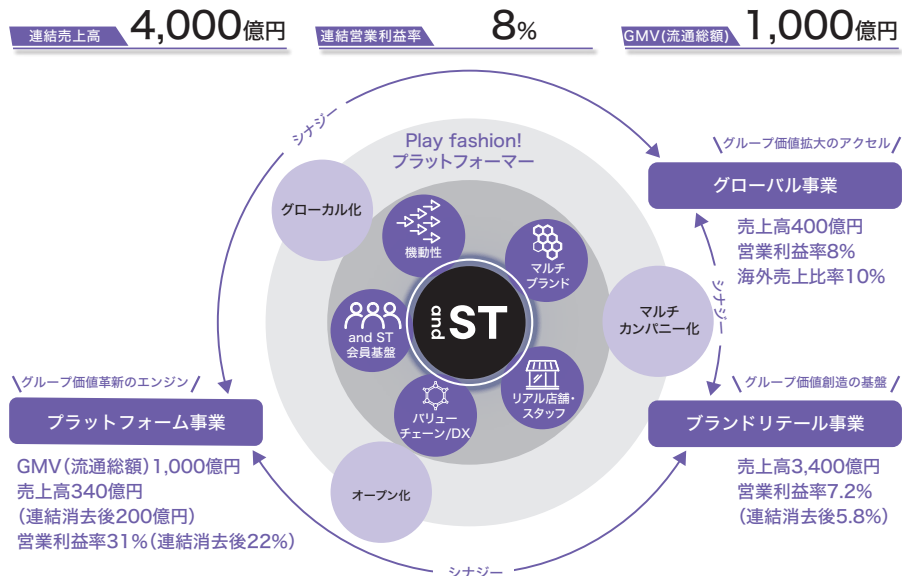 連結売上高 4,000億円
連結営業利益率 8%
GMV(流通総額) 1,000億円
シナジー
Play fashion!
プラットフォーマー
グローカル化
機動性
マルチ
ブランド
and ST
会員基盤
and ST
リアル店舗・
スタッフ
バリュー
チェーン/DX
マルチ
カンパニー化
オープン化
グループ価値拡大のアクセル
グローバル事業
売上高400億円
営業利益率8%
海外売上比率10%
シナジー
グループ価値革新のエンジン
プラットフォーム事業
GMV(流通総額)1,000億円
売上高340億円
(連結消去後200億円)
営業利益率31%(連結消去後22%)
グループ価値創造の基盤
ブランドリテール事業
売上高3,400億円
営業利益率7.2%
(連結消去後5.8%)
シナジー